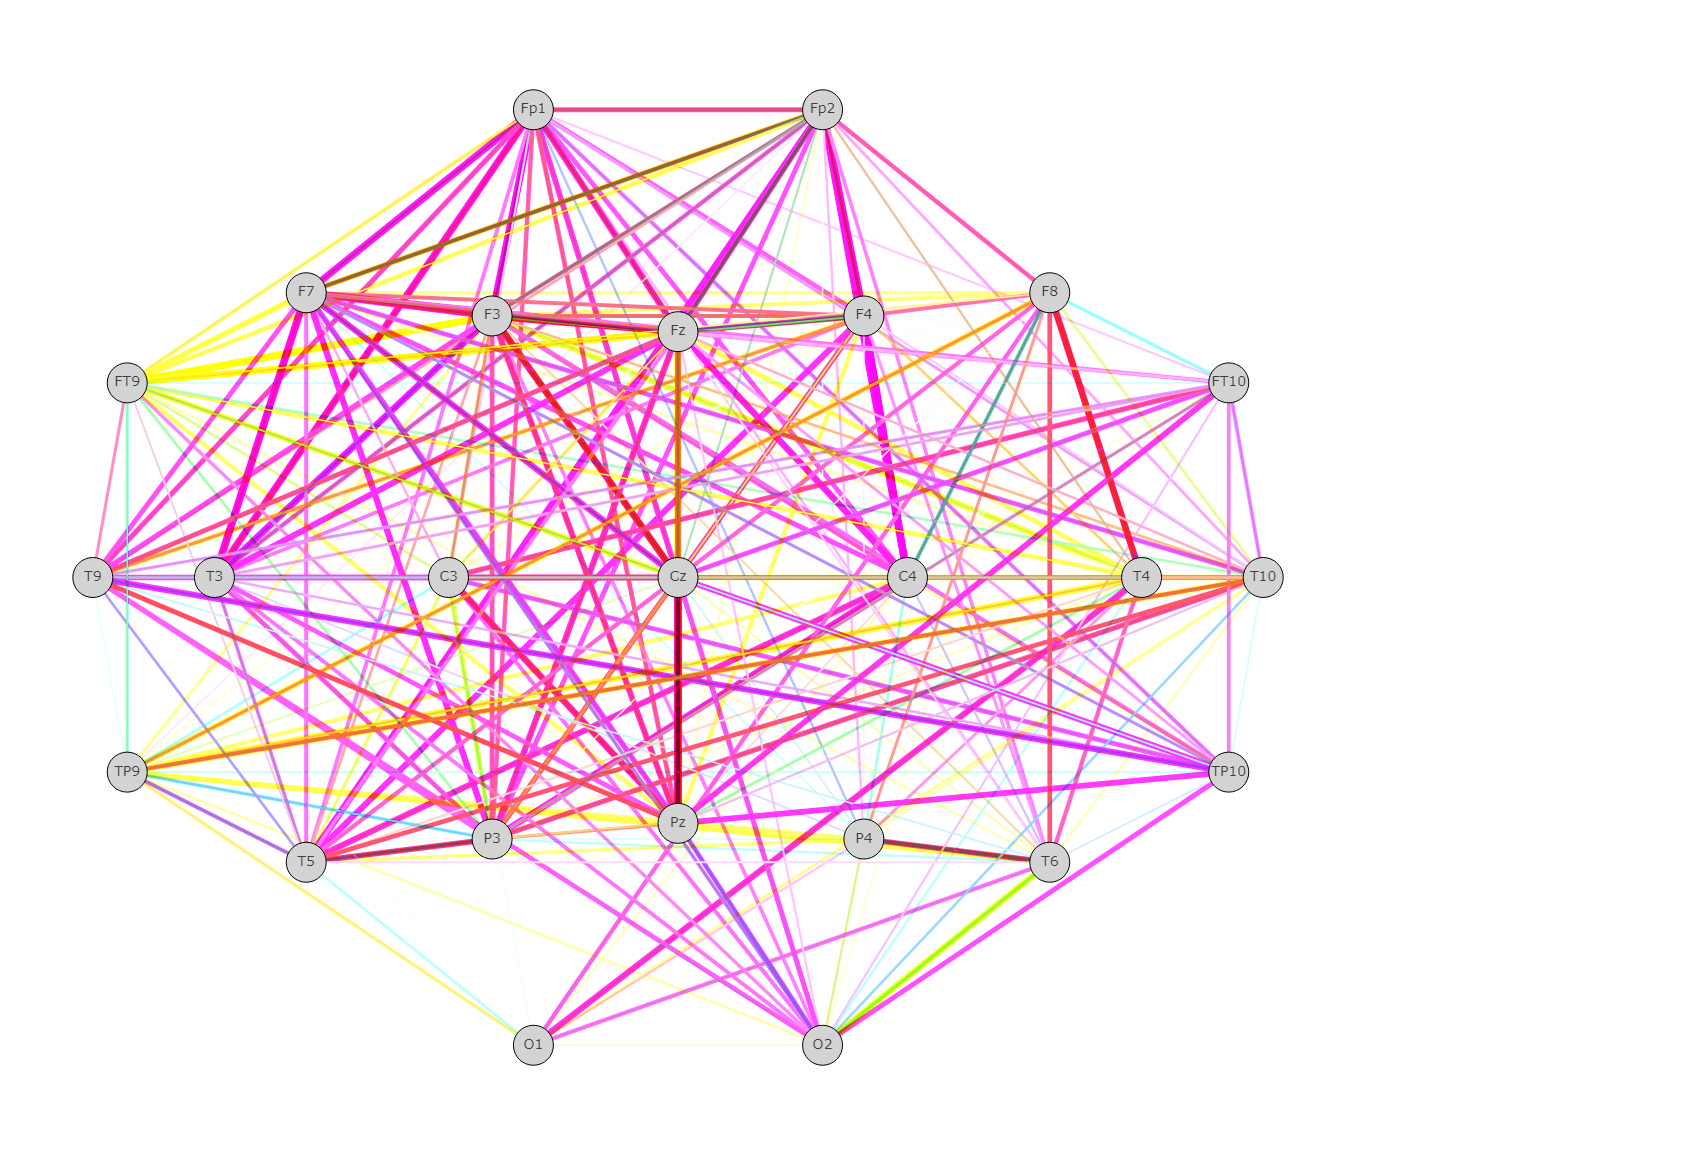 Fp1 Fp2
F7 F3 Fz F4 F8
FT9 FT10
T9 T3 C3 Cz C4 T4 T10
TP9 TP10
T5 P3 Pz P4 T6
O1 O2